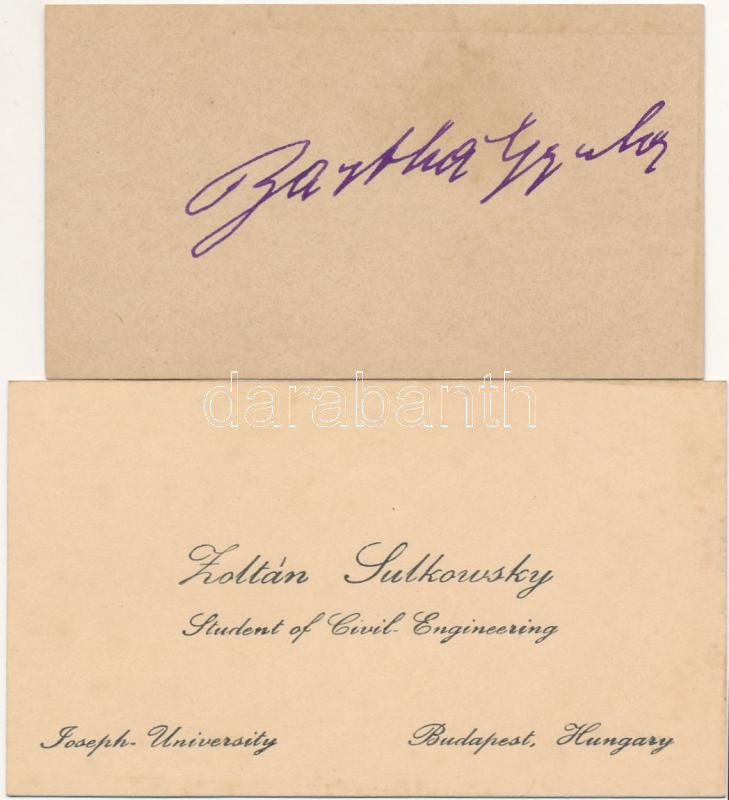 Bartha Gyula
darabanth
Zoltán Sulkowsky
Student of Civil-Engineering
Joseph-University Budapest, Hungary